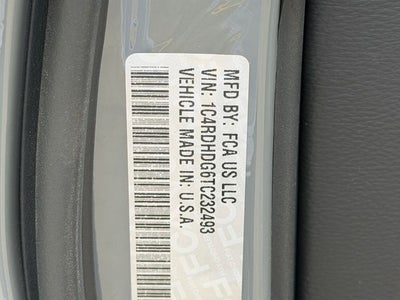 MFD BY: FCA US LLC
VIN: 1C4RDHDG6TC232493
VEHICLE MADE IN: U.S.A.